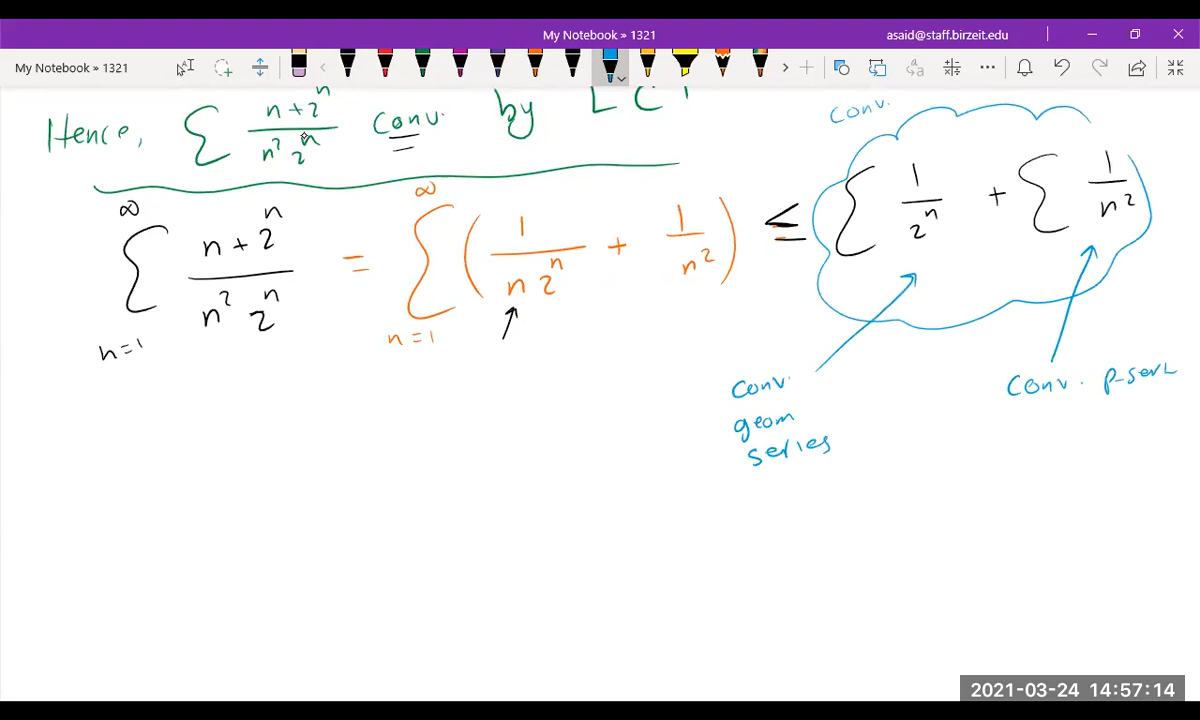 My Notebook » 1321
asaid@staff.birzeit.edu
My Notebook » 1321
Hence, Σ (n + 2^n)/(n^2 2^n) conv. by LCT
conv.
∞ Σ n=1 (n + 2^n)/(n^2 2^n) = ∞ Σ n=1 (1/(n 2^n) + 1/n^2) ≤ Σ 1/2^n + Σ 1/n^2
conv.
geom
series
conv. p-ser
2021-03-24 14:57:14